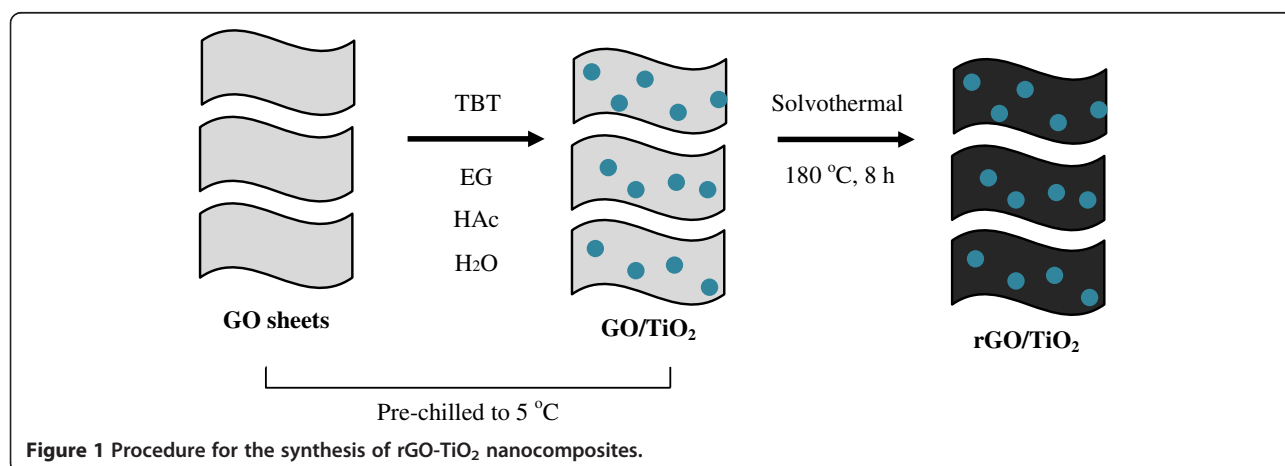 TBT
EG
HAc
H2O
Solvothermal
180 °C, 8 h
GO sheets
GO/TiO₂
rGO/TiO₂
Pre-chilled to 5 °C
Figure 1 Procedure for the synthesis of rGO-TiO₂ nanocomposites.